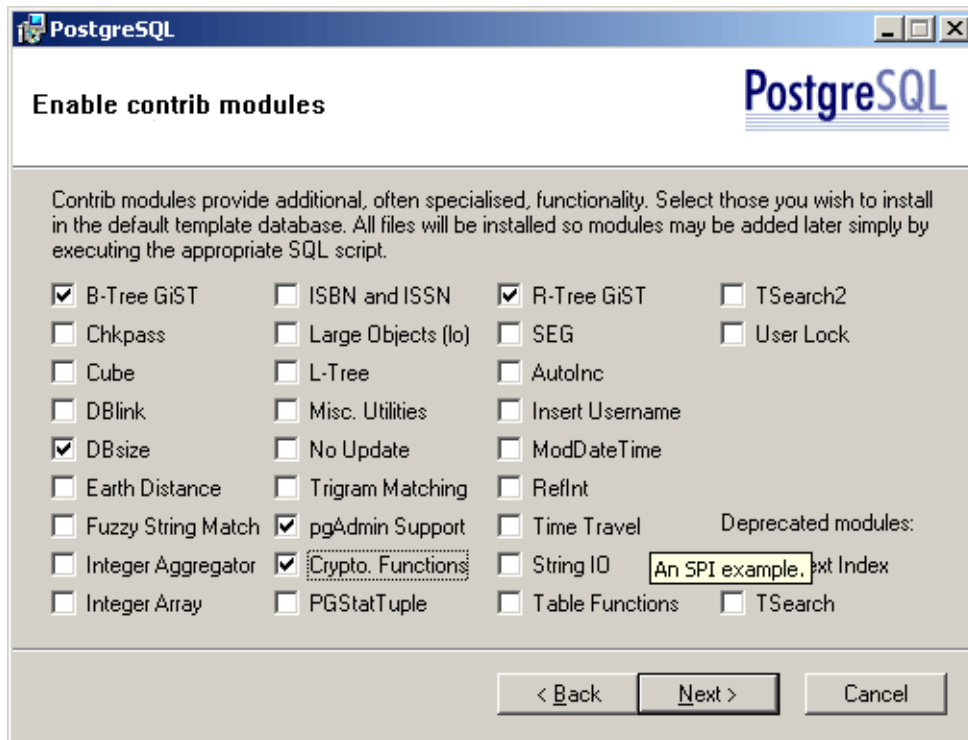 PostgreSQL
Enable contrib modules
PostgreSQL
Contrib modules provide additional, often specialised, functionality. Select those you wish to install
in the default template database. All files will be installed so modules may be added later simply by
executing the appropriate SQL script.
B-Tree GiST ISBN and ISSN R-Tree GiST TSearch2
Chkpass Large Objects (lo) SEG User Lock
Cube L-Tree AutoInc
DBlink Misc. Utilities Insert Username
DBsize No Update ModDateTime
Earth Distance Trigram Matching RefInt
Fuzzy String Match pgAdmin Support Time Travel Deprecated modules:
Integer Aggregator Crypto. Functions String IO An SPI example. Index
Integer Array PGStatTuple Table Functions TSearch
< Back Next > Cancel